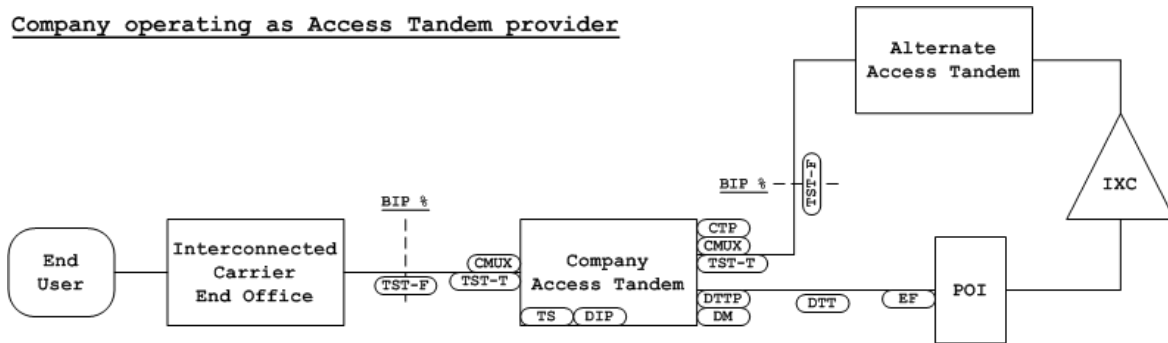 Company operating as Access Tandem provider
Alternate
Access Tandem
TST-F
BIP %
IXC
BIP %
End
User
Interconnected
Carrier
End Office
TST-F
CMUX
TST-T
Company
Access Tandem
TS
DIP
CTP
CMUX
TST-T
DTTP
DM
DTT
EF
POI